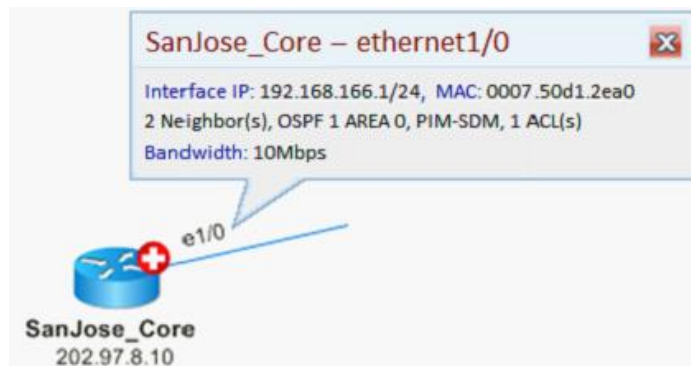 SanJose_Core – ethernet1/0
Interface IP: 192.168.166.1/24, MAC: 0007.50d1.2ea0
2 Neighbor(s), OSPF 1 AREA 0, PIM-SDM, 1 ACL(s)
Bandwidth: 10Mbps
e1/0
SanJose_Core
202.97.8.10